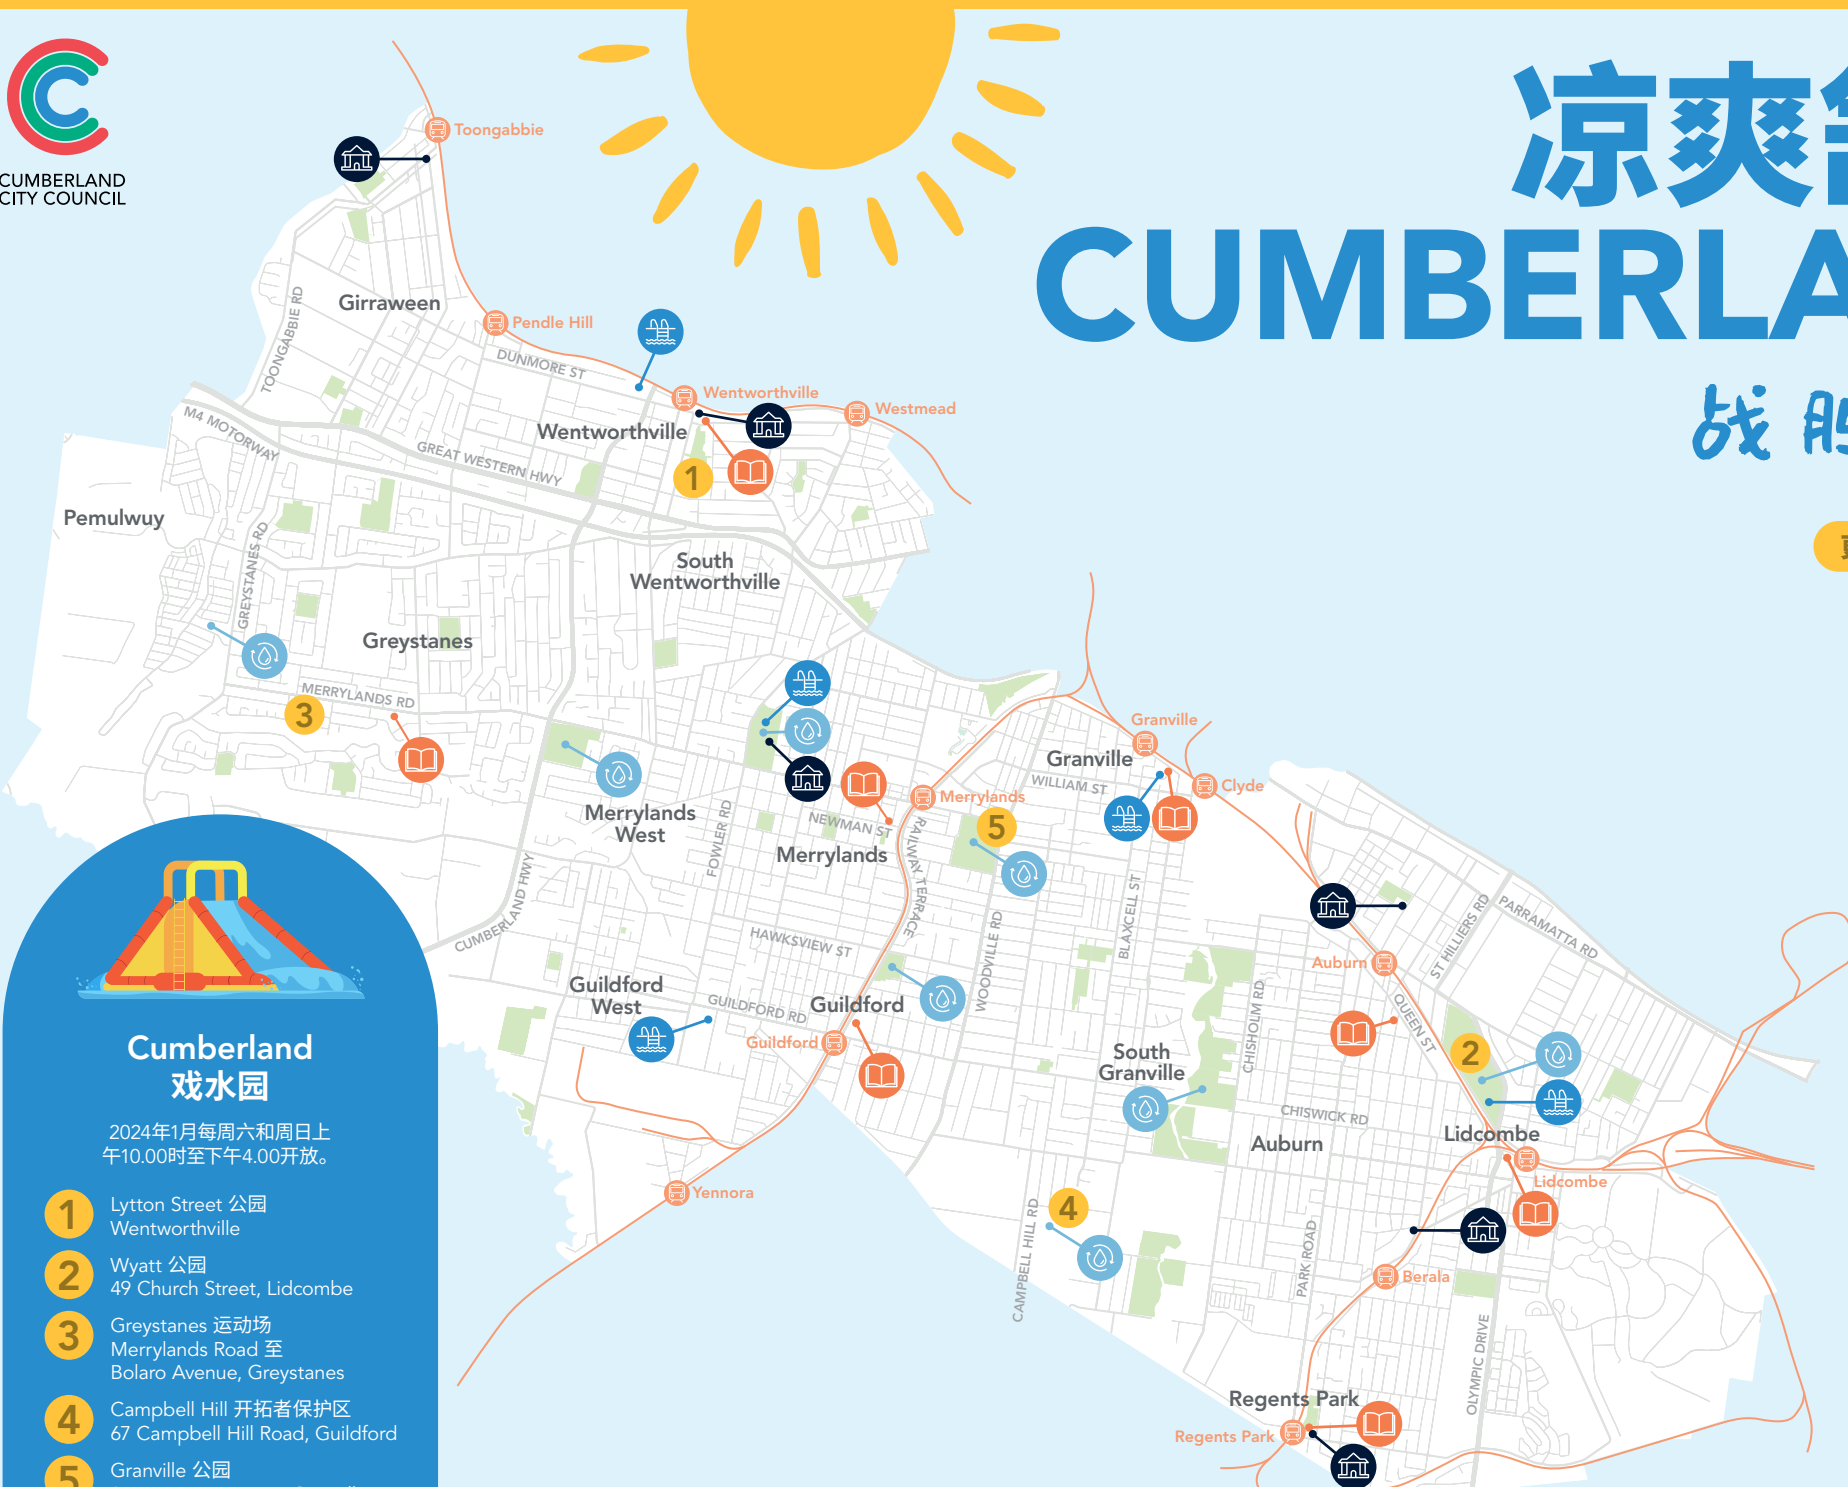 CUMBERLAND
CITY COUNCIL
凉爽
CUMBERLA
战
Toongabbie
Girraween
TOONGABBIE RD
Pendle Hill
DUNMORE ST
Wentworthville
Westmead
M4 MOTORWAY
Wentworthville
GREAT WESTERN HWY
1
Pemulwuy
GREYSTANES RD
South
Wentworthville
Greystanes
MERRYLANDS RD
3
Granville
Granville
Clyde
WILLIAM ST
Merrylands
5
Merrylands
West
FOWLER RD
NEWMAN ST
Merrylands
RAILWAY TERRACE
CUMBERLAND HWY
BLAXCELL ST
WOODVILLE RD
HAWKSVIEW ST
ST HILLIERS RD
PARRAMATTA RD
Auburn
Guildford
West
GUILDFORD RD
Guildford
Guildford
CHISHOLM RD
QUEEN ST
2
South
Granville
CHISWICK RD
Auburn
Lidcombe
Lidcombe
Yennora
4
CAMPBELL HILL RD
PARK ROAD
Berala
OLYMPIC DRIVE
Regents Park
Regents Park
Cumberland
戏水园
2024年1月每周六和周日上
午10.00时至下午4.00开放。
1
Lytton Street 公园
Wentworthville
2
Wyatt 公园
49 Church Street, Lidcombe
3
Greystanes 运动场
Merrylands Road 至
Bolaro Avenue, Greystanes
4
Campbell Hill 开拓者保护区
67 Campbell Hill Road, Guildford
5
Granville 公园